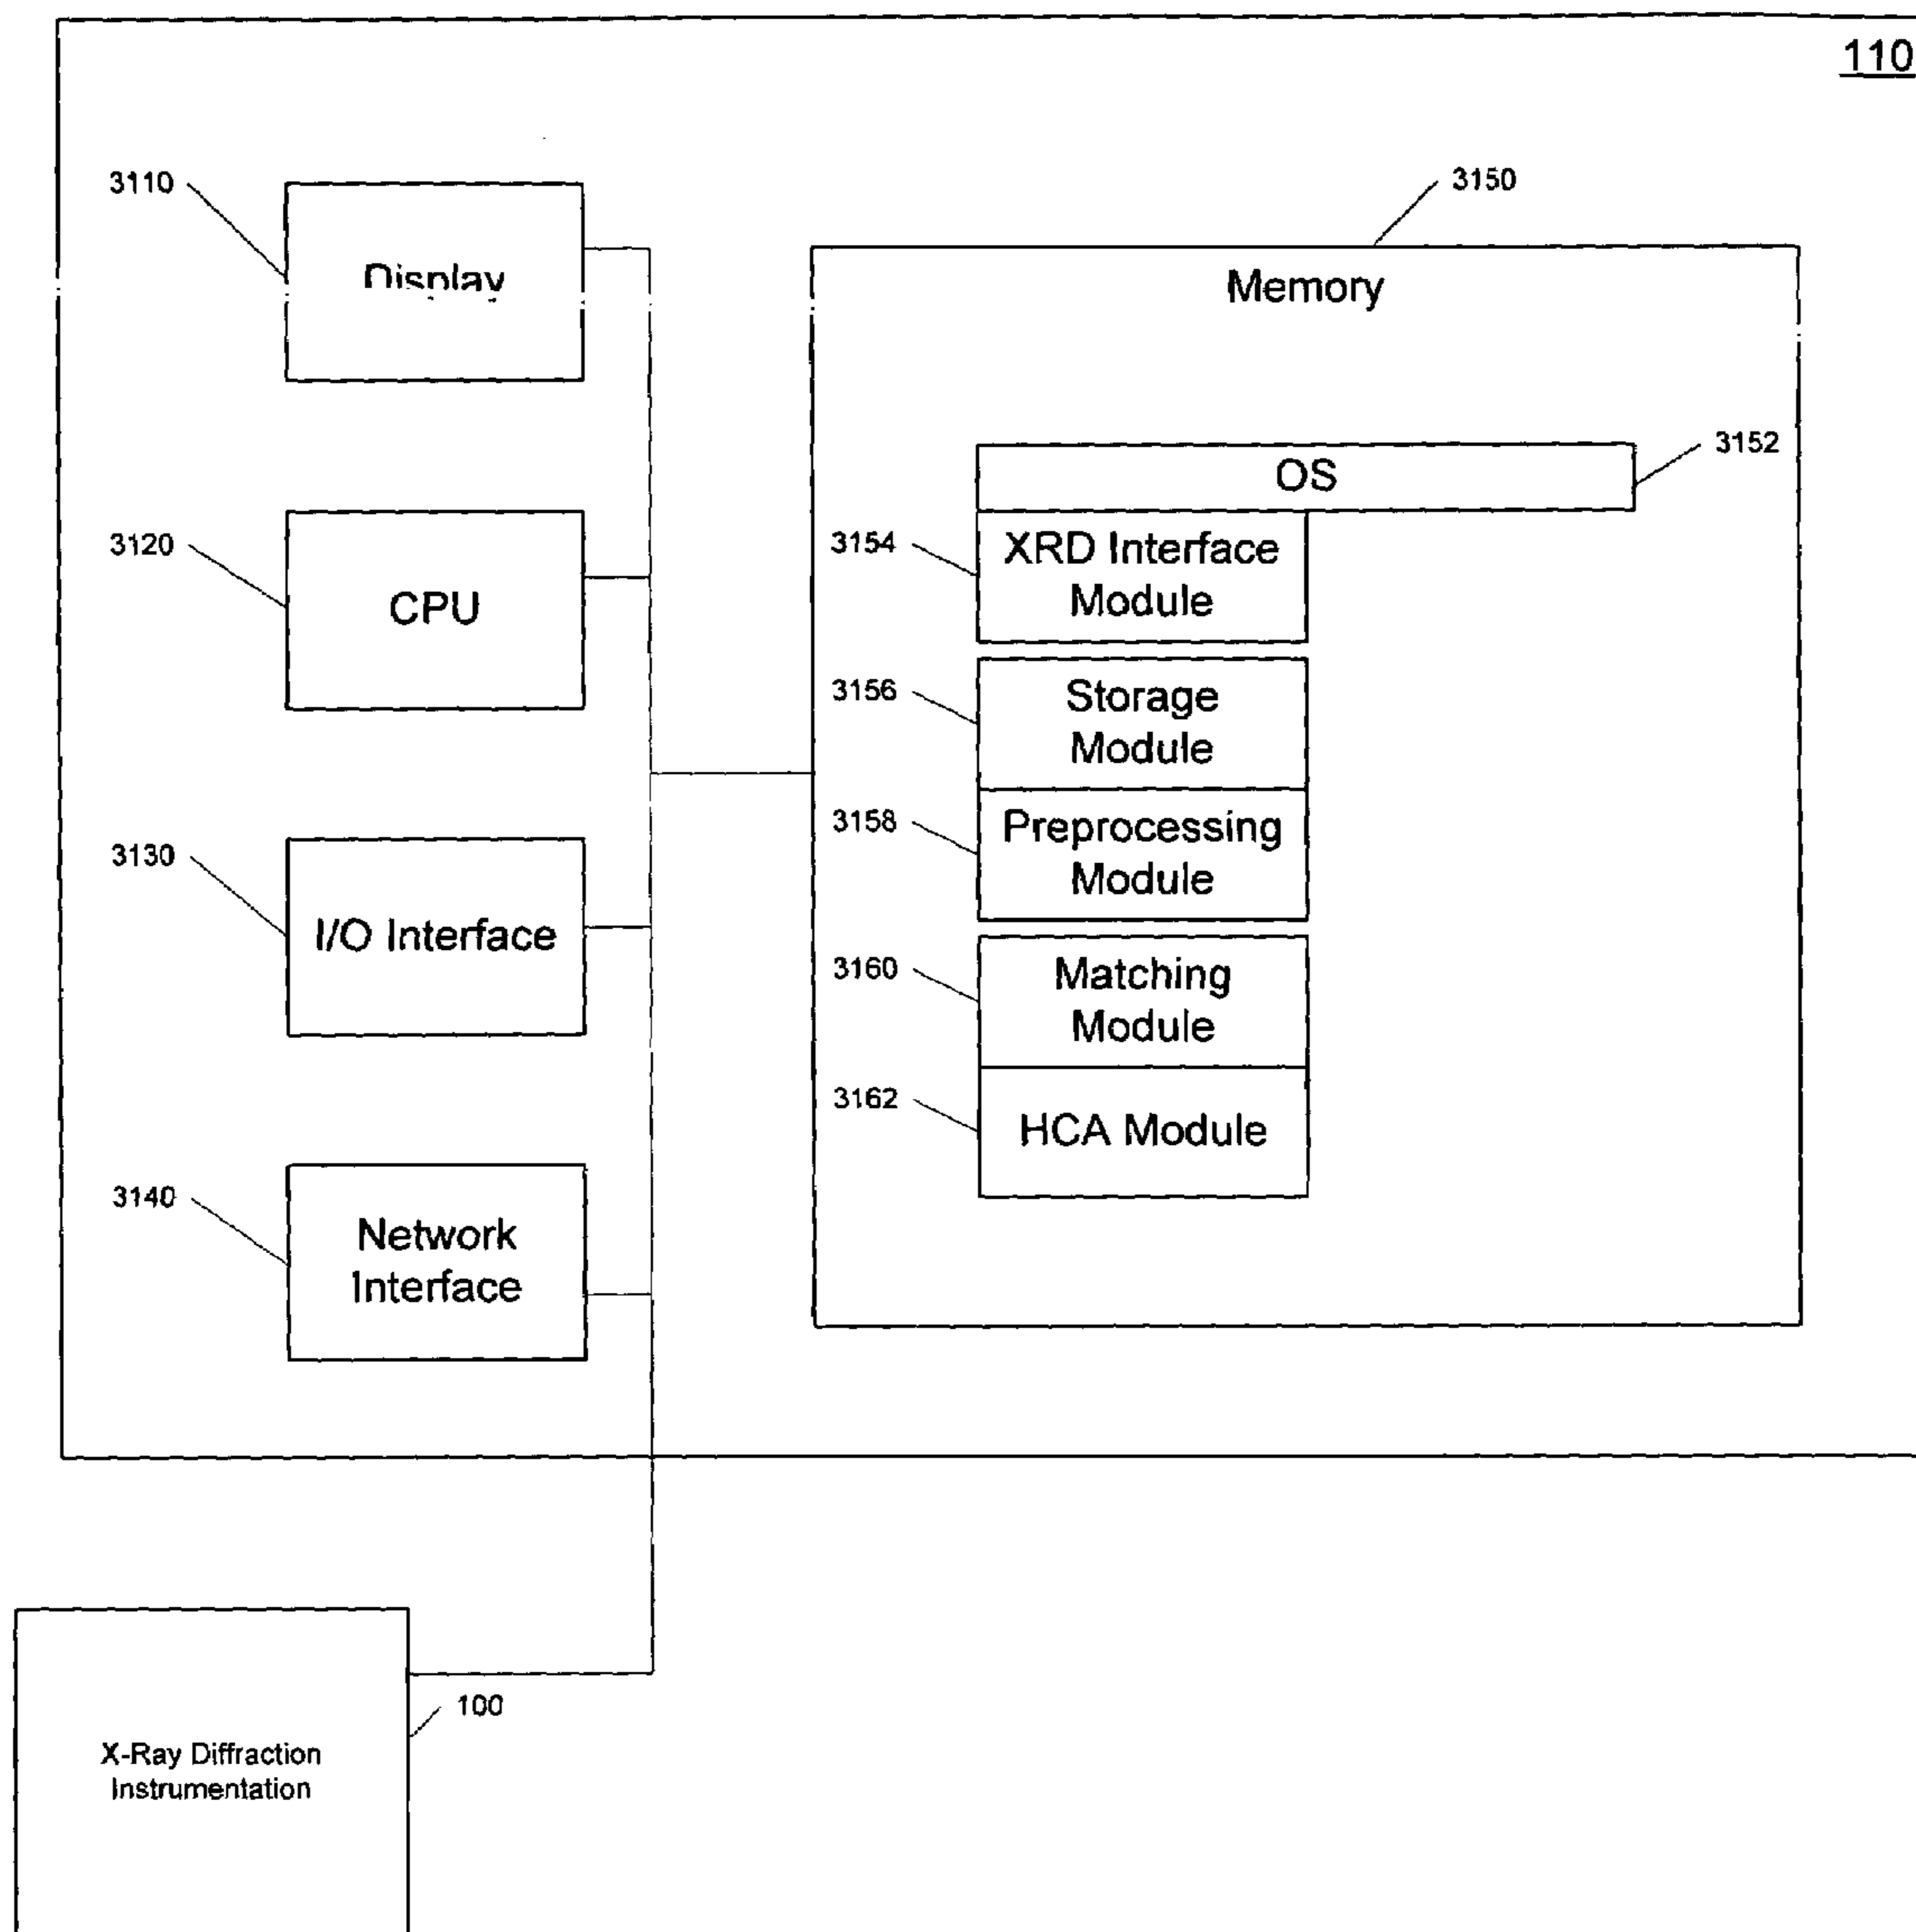 110
3110
Display
3150
Memory
3120
CPU
3152
OS
3154
XRD Interface
Module
3156
Storage
Module
3158
Preprocessing
Module
3130
I/O Interface
3160
Matching
Module
3162
HCA Module
3140
Network
Interface
100
X-Ray Diffraction
Instrumentation